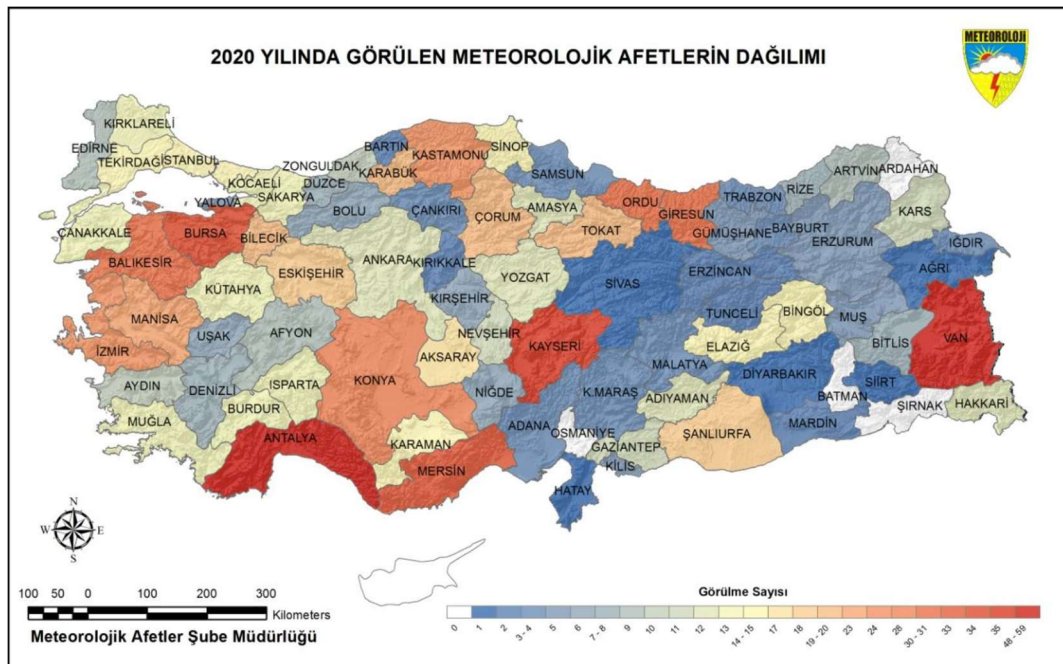 METEOROLOJİ
2020 YILINDA GÖRÜLEN METEOROLOJİK AFETLERİN DAĞILIMI
KIRKLARELİ
EDİRNE
TEKİRDAĞ
İSTANBUL
KOCAELİ
YALOVA
SAKARYA
DÜZCE
ZONGULDAK
BARTIN
KARABÜK
KASTAMONU
SİNOP
SAMSUN
BOLU
ÇANKIRI
ÇORUM
AMASYA
ORDU
GİRESUN
TOKAT
TRABZON
RİZE
ARTVİN
ARDAHAN
KARS
GÜMÜŞHANE
BAYBURT
ERZURUM
IĞDIR
AĞRI
ÇANAKKALE
BALIKESİR
BURSA
BİLECİK
ESKİŞEHİR
ANKARA
KIRIKKALE
YOZGAT
SİVAS
ERZİNCAN
KÜTAHYA
MANİSA
İZMİR
UŞAK
AFYON
KIRŞEHİR
NEVŞEHİR
AKSARAY
KAYSERİ
KONYA
TUNCELİ
BİNGÖL
MUŞ
ELAZIĞ
BİTLİS
VAN
MALATYA
DİYARBAKIR
SİİRT
BATMAN
AYDIN
DENİZLİ
ISPARTA
BURDUR
MUĞLA
ANTALYA
NİĞDE
KARAMAN
MERSİN
ADANA
K.MARAŞ
OSMANİYE
GAZİANTEP
KİLİS
HATAY
ADIYAMAN
ŞANLIURFA
MARDİN
ŞIRNAK
HAKKARİ
N
W E
S
100 50 0 100 200 300
Kilometers
Meteorolojik Afetler Şube Müdürlüğü
Görülme Sayısı
0 1 2 3 - 4 5 6 7 - 8 9 10 11 12 13 14 - 15 17 18 19 - 20 23 24 28 30 - 31 33 34 35 48 - 59